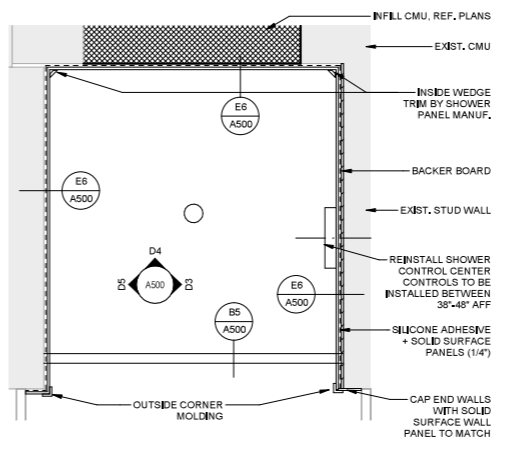 INFILL CMU, REF. PLANS
EXIST. CMU
INSIDE WEDGE
TRIM BY SHOWER
PANEL MANUF.
E6
A500
BACKER BOARD
E6
A500
EXIST. STUD WALL
D4
D5
A500
D3
REINSTALL SHOWER
CONTROL CENTER
CONTROLS TO BE
INSTALLED BETWEEN
38"-48" AFF
E6
A500
B5
A500
SILICONE ADHESIVE
+ SOLID SURFACE
PANELS (1/4")
OUTSIDE CORNER
MOLDING
CAP END WALLS
WITH SOLID
SURFACE WALL
PANEL TO MATCH